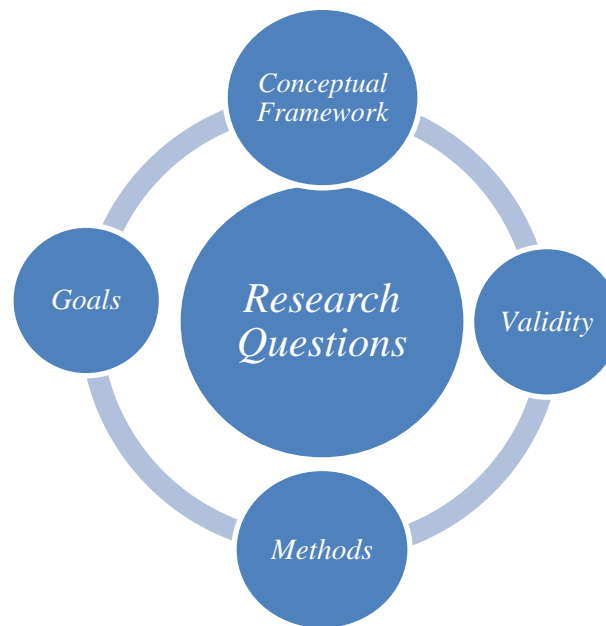 Conceptual
Framework
Goals
Research
Questions
Validity
Methods